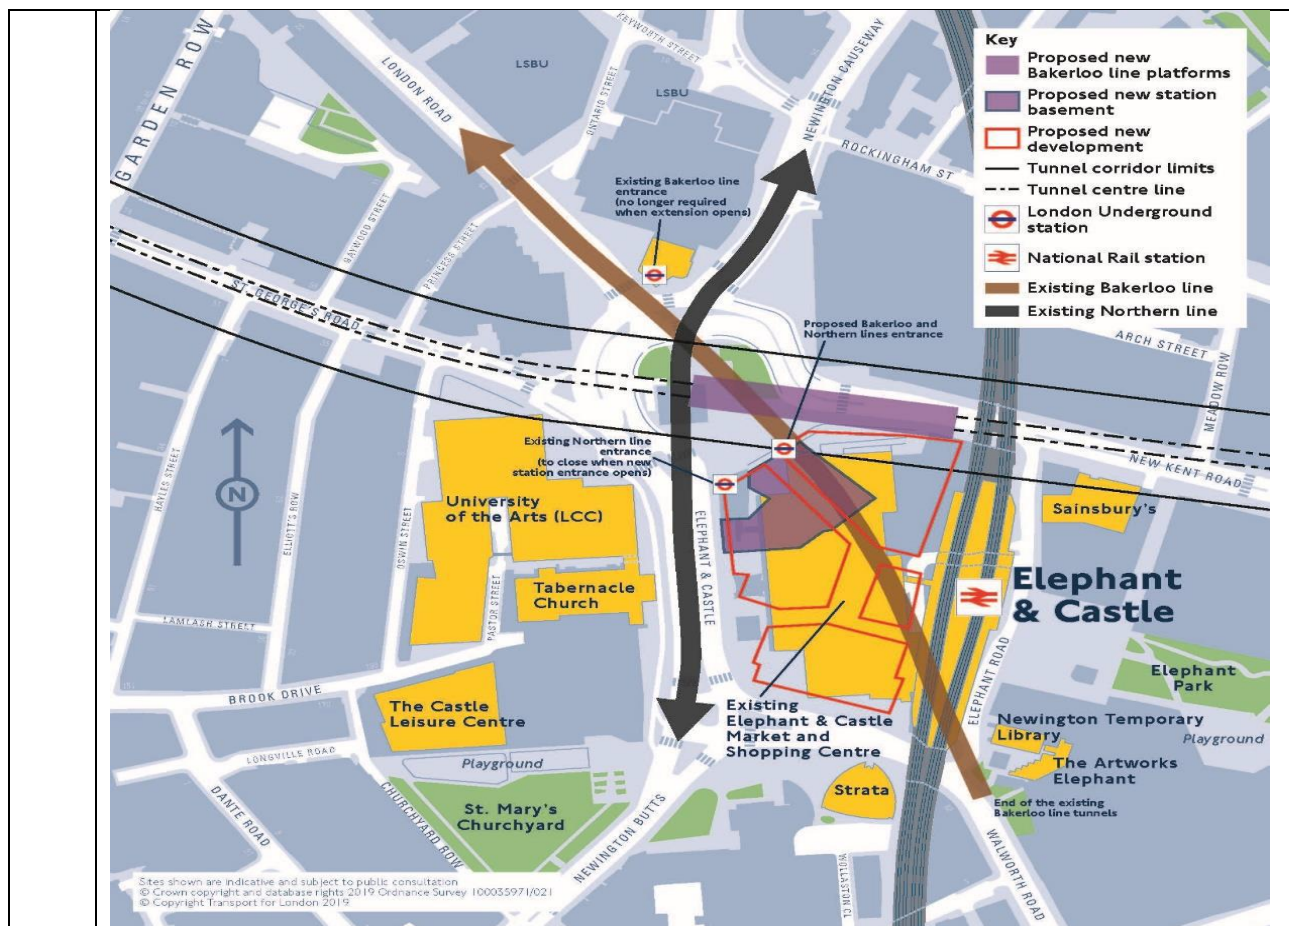 Key
Proposed new
Bakerloo line platforms
Proposed new station
basement
Proposed new
development
Tunnel corridor limits
Tunnel centre line
London Underground
station
National Rail station
Existing Bakerloo line
Existing Northern line
GARDEN ROW
LONDON ROAD
KEYWORTH STREET
LSBU
LSBU
ONTARIO STREET
NEWINGTON CAUSEWAY
ROCKINGHAM ST
GAYWOOD STREET
PRINCESS STREET
Existing Bakerloo line
entrance
(no longer required
when extension opens)
ST. GEORGE'S ROAD
Proposed Bakerloo and
Northern lines entrance
ARCH STREET
MEADOW ROW
NEW KENT ROAD
Existing Northern line
entrance
(to close when new
station entrance opens)
HAYLES STREET
N
ELLIOTT'S ROW
OSWIN STREET
University
of the Arts (LCC)
ELEPHANT & CASTLE
Sainsbury's
Tabernacle
Church
PASTOR STREET
LAMLASH STREET
Elephant
& Castle
ELEPHANT ROAD
Elephant
Park
BROOK DRIVE
The Castle
Leisure Centre
Existing
Elephant & Castle
Market and
Shopping Centre
Newington Temporary
Library
Playground
The Artworks
Elephant
LONGVILLE ROAD
Playground
DANTE ROAD
CHURCHYARD ROW
St. Mary's
Churchyard
NEWINGTON BUTTS
Strata
End of the existing
Bakerloo line tunnels
WOLLASTON CL
WALWORTH ROAD
Sites shown are indicative and subject to public consultation
© Crown copyright and database rights 2019 Ordnance Survey 100035971/021
© Copyright Transport for London 2019